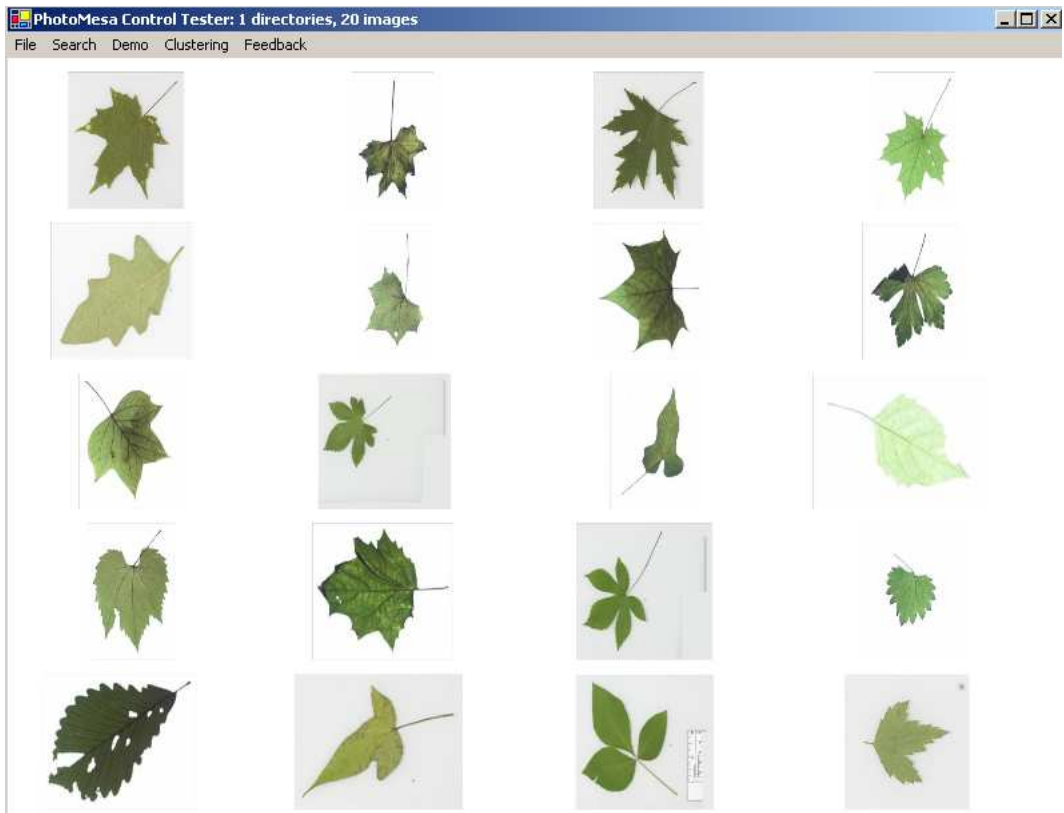 PhotoMesa Control Tester: 1 directories, 20 images
File Search Demo Clustering Feedback